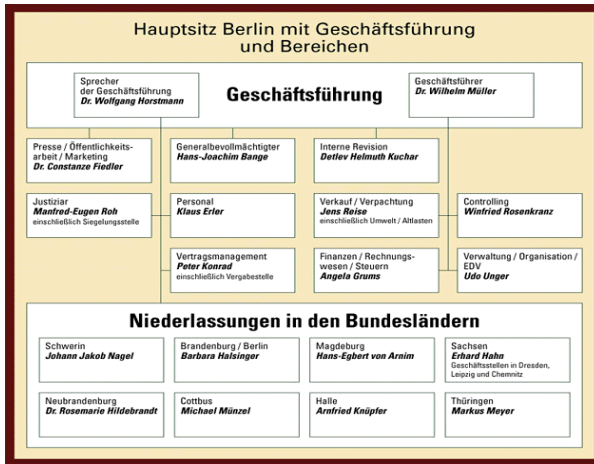 Hauptsitz Berlin mit Geschäftsführung
und Bereichen
Sprecher
der Geschäftsführung
Dr. Wolfgang Horstmann
Geschäftsführung
Geschäftsführer
Dr. Wilhelm Müller
Presse / Öffentlichkeits-
arbeit / Marketing
Dr. Constanze Fiedler
Generalbevollmächtigter
Hans-Joachim Bange
Interne Revision
Detlev Helmuth Kuchar
Justiziar
Manfred-Eugen Roh
einschließlich Siegelungsstelle
Personal
Klaus Erler
Verkauf / Verpachtung
Jens Reise
einschließlich Umwelt / Altlasten
Controlling
Winfried Rosenkranz
Vertragsmanagement
Peter Konrad
einschließlich Vergabestelle
Finanzen / Rechnungs-
wesen / Steuern
Angela Grums
Verwaltung / Organisation /
EDV
Udo Unger
Niederlassungen in den Bundesländern
Schwerin
Johann Jakob Nagel
Brandenburg / Berlin
Barbara Halsinger
Magdeburg
Hans-Egbert von Arnim
Sachsen
Erhard Hahn
Geschäftsstellen in Dresden,
Leipzig und Chemnitz
Neubrandenburg
Dr. Rosemarie Hildebrandt
Cottbus
Michael Münzel
Halle
Arnfried Knüpfer
Thüringen
Markus Meyer